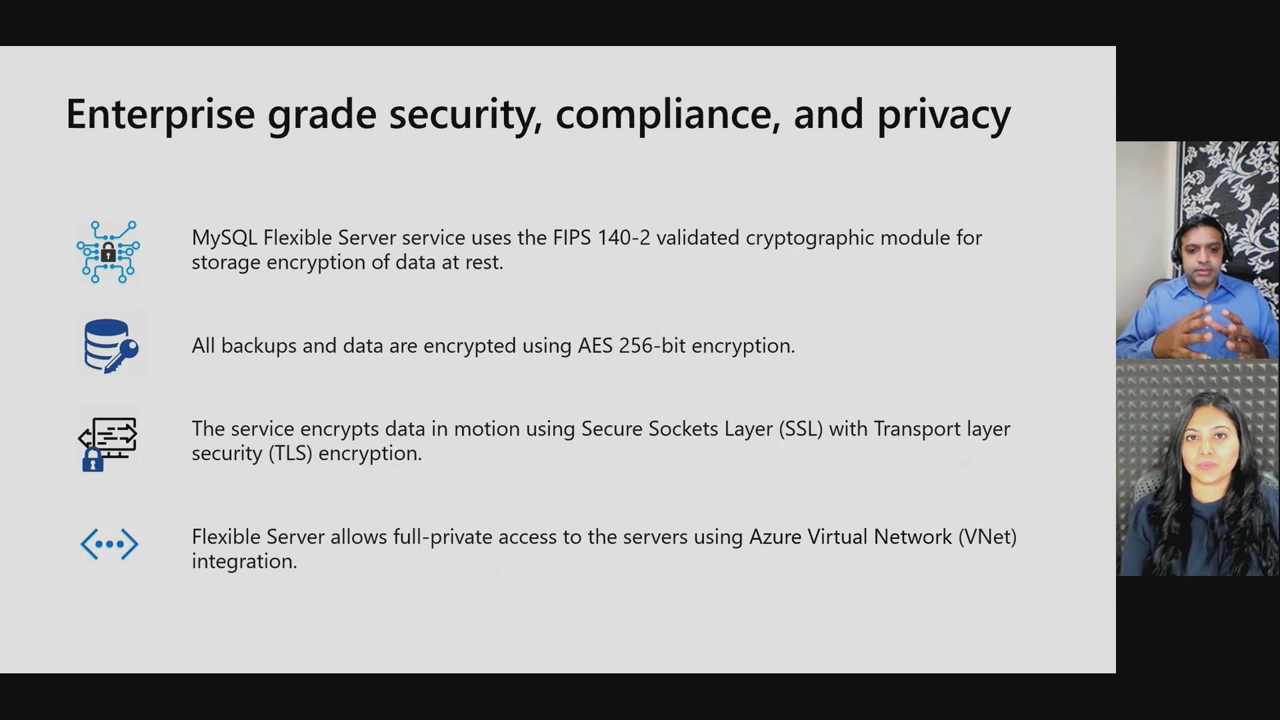 Enterprise grade security, compliance, and privacy
MySQL Flexible Server service uses the FIPS 140-2 validated cryptographic module for
storage encryption of data at rest.
All backups and data are encrypted using AES 256-bit encryption.
The service encrypts data in motion using Secure Sockets Layer (SSL) with Transport layer
security (TLS) encryption.
Flexible Server allows full-private access to the servers using Azure Virtual Network (VNet)
integration.